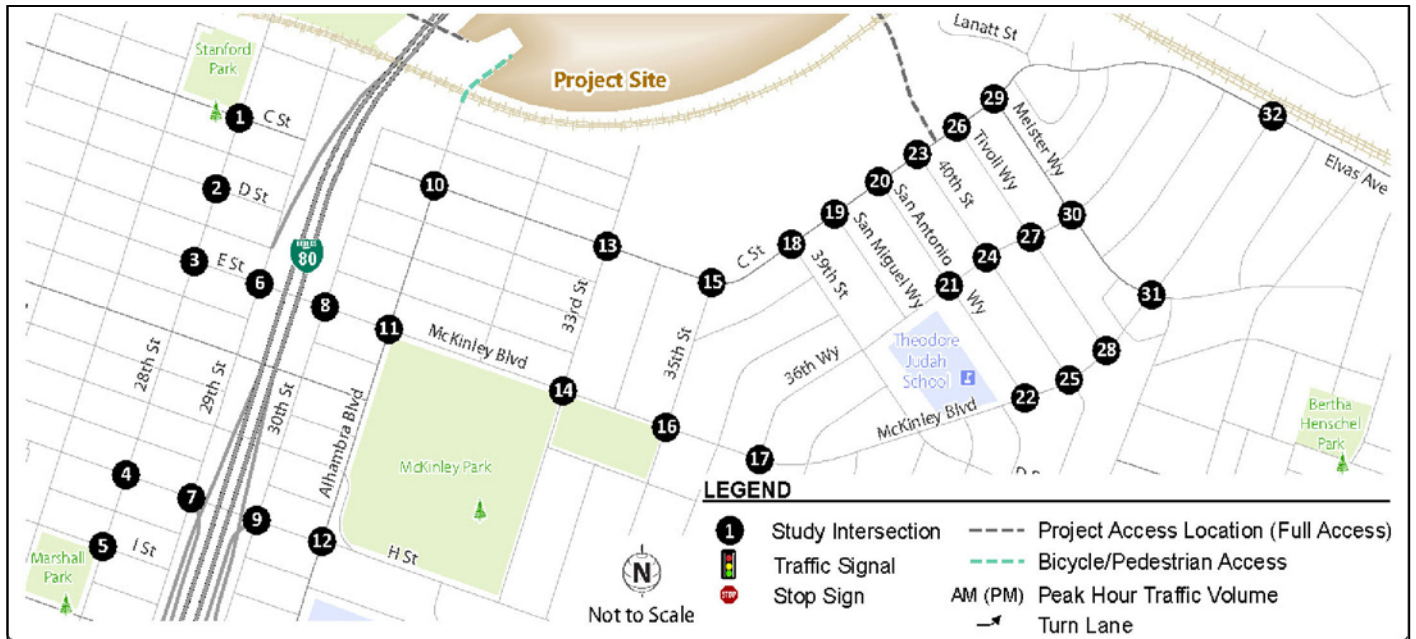 Lanatt St
Stanford
Park
Project Site
29
32
1
C St
26
Meister Wy
Tivoli Wy
23
40th St
Elvas Ave
2
D St
10
20
San Antonio
Wy
19
San Miguel Wy
30
27
13
18
C St
39th St
24
3
E St
6
80
15
21
31
8
11
McKinley Blvd
33rd St
35th St
36th Wy
Theodore
Judah
School
28
28th St
29th St
30th St
Alhambra Blvd
14
16
25
22
McKinley Blvd
Bertha
Henschel
Park
17
4
McKinley Park
7
9
12
5
I St
H St
Marshall
Park
N
Not to Scale
LEGEND
1 Study Intersection
Traffic Signal
STOP Stop Sign
Project Access Location (Full Access)
Bicycle/Pedestrian Access
AM (PM) Peak Hour Traffic Volume
Turn Lane